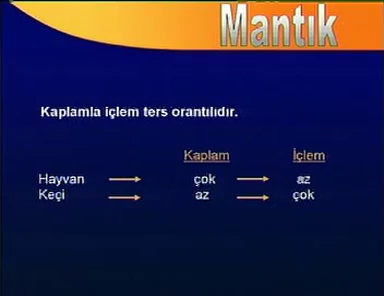 Mantık
Kaplamla içlem ters orantılıdır.
Kaplam İçlem
Hayvan çok az
Keçi az çok